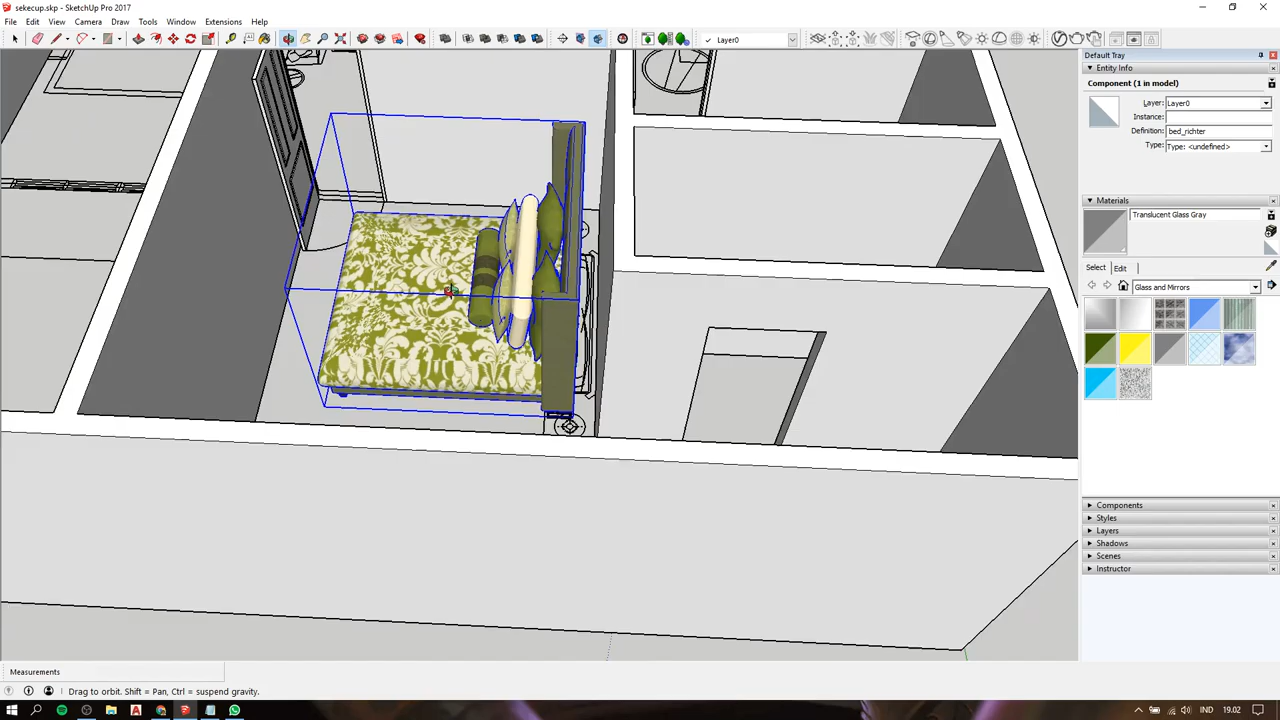 sekecup.skp - SketchUp Pro 2017
File Edit View Camera Draw Tools Window Extensions Help
Layer0
Default Tray
Entity Info
Component (1 in model)
Layer: Layer0
Instance:
Definition: bed_richter
Type: Type: <undefined>
Materials
Translucent Glass Gray
Select Edit
Glass and Mirrors
Components
Styles
Layers
Shadows
Scenes
Instructor
Measurements
Drag to orbit. Shift = Pan, Ctrl = suspend gravity.
IND 19.02